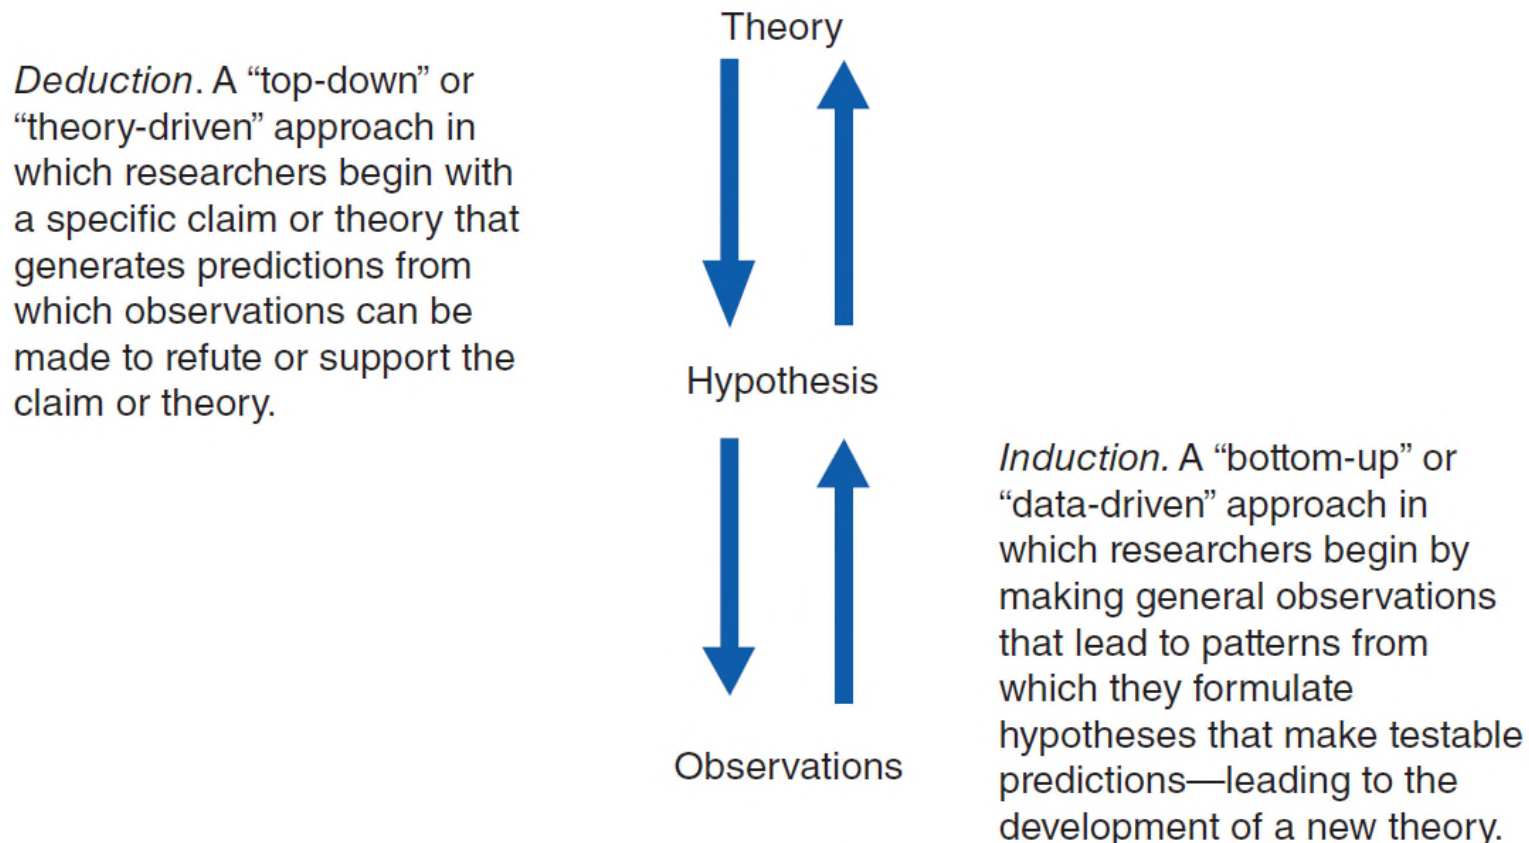 Theory
Deduction. A “top-down” or
“theory-driven” approach in
which researchers begin with
a specific claim or theory that
generates predictions from
which observations can be
made to refute or support the
claim or theory.
Hypothesis
Induction. A “bottom-up” or
“data-driven” approach in
which researchers begin by
making general observations
that lead to patterns from
which they formulate
hypotheses that make testable
predictions—leading to the
development of a new theory.
Observations